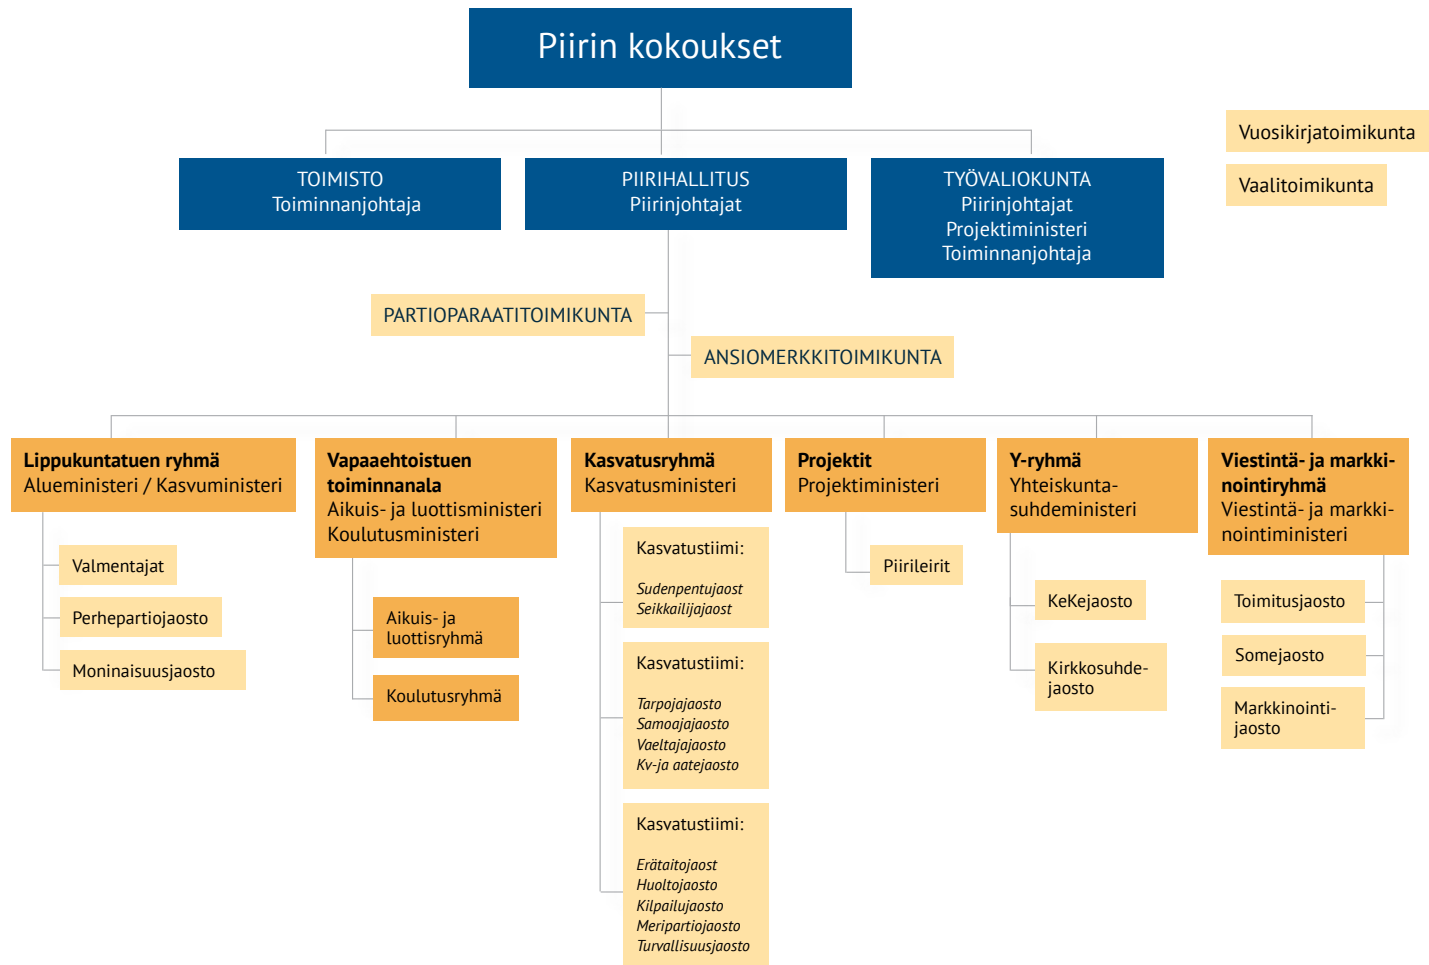 Piirin kokoukset
Vuosikirjatoimikunta
Vaalitoimikunta
TOIMISTO
Toiminnanjohtaja
PIIRIHALLITUS
Piirinjohtajat
TYÖVALIOKUNTA
Piirinjohtajat
Projektiministeri
Toiminnanjohtaja
PARTIOPARAATITOIMIKUNTA
ANSIOMERKKITOIMIKUNTA
Lippukuntatuen ryhmä
Alueministeri / Kasvuministeri
Valmentajat
Perhepartiojaosto
Moninaisuusjaosto
Vapaaehtoistuen
toiminnanala
Aikuis- ja luottisministeri
Koulutusministeri
Aikuis- ja
luottisryhmä
Koulutusryhmä
Kasvatusryhmä
Kasvatusministeri
Kasvatustiimi:
Sudenpentujaost
Seikkailijajaost
Kasvatustiimi:
Tarpojajaosto
Samoajajaosto
Vaeltajajaosto
Kv-ja aatejaosto
Kasvatustiimi:
Erätaitojaost
Huoltojaosto
Kilpailujaosto
Meripartiojaosto
Turvallisuusjaosto
Projektit
Projektiministeri
Piirileirit
Y-ryhmä
Yhteiskunta-
suhdeministeri
KeKejaosto
Kirkkosuhde-
jaosto
Viestintä- ja markki-
nointiryhmä
Viestintä- ja markki-
nointiministeri
Toimitusjaosto
Somejaosto
Markkinointi-
jaosto